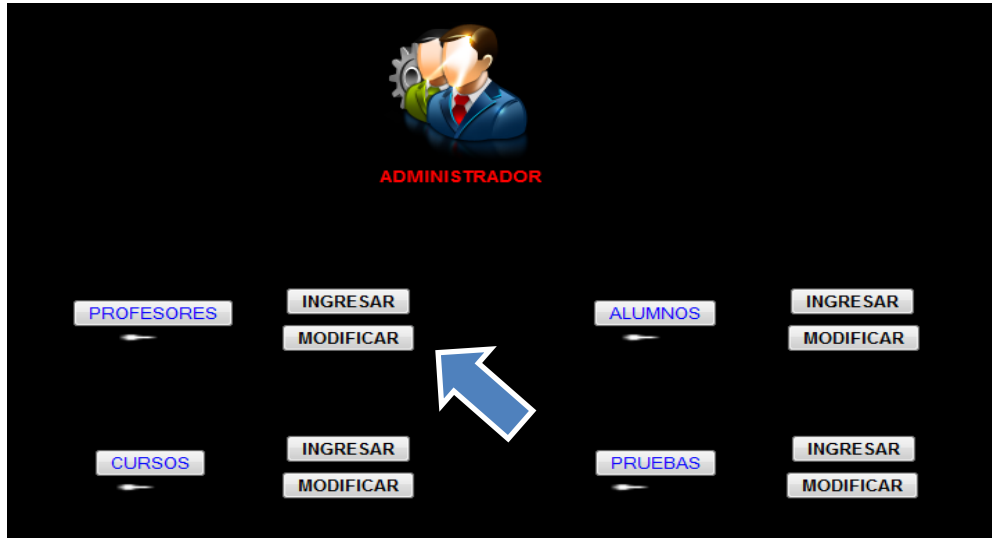 ADMINISTRADOR
PROFESORES
INGRESAR
MODIFICAR
ALUMNOS
INGRESAR
MODIFICAR
CURSOS
INGRESAR
MODIFICAR
PRUEBAS
INGRESAR
MODIFICAR